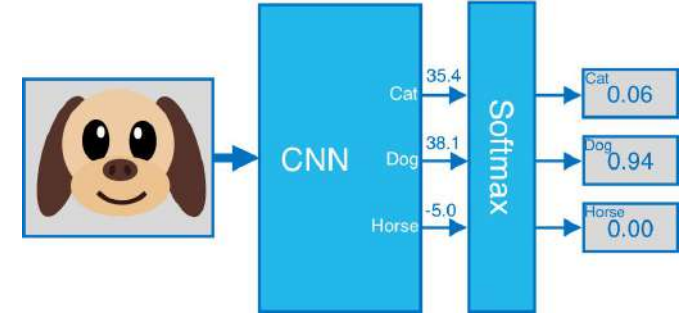 CNN
Cat
Dog
Horse
35.4
38.1
-5.0
Softmax
Cat
0.06
Dog
0.94
Horse
0.00